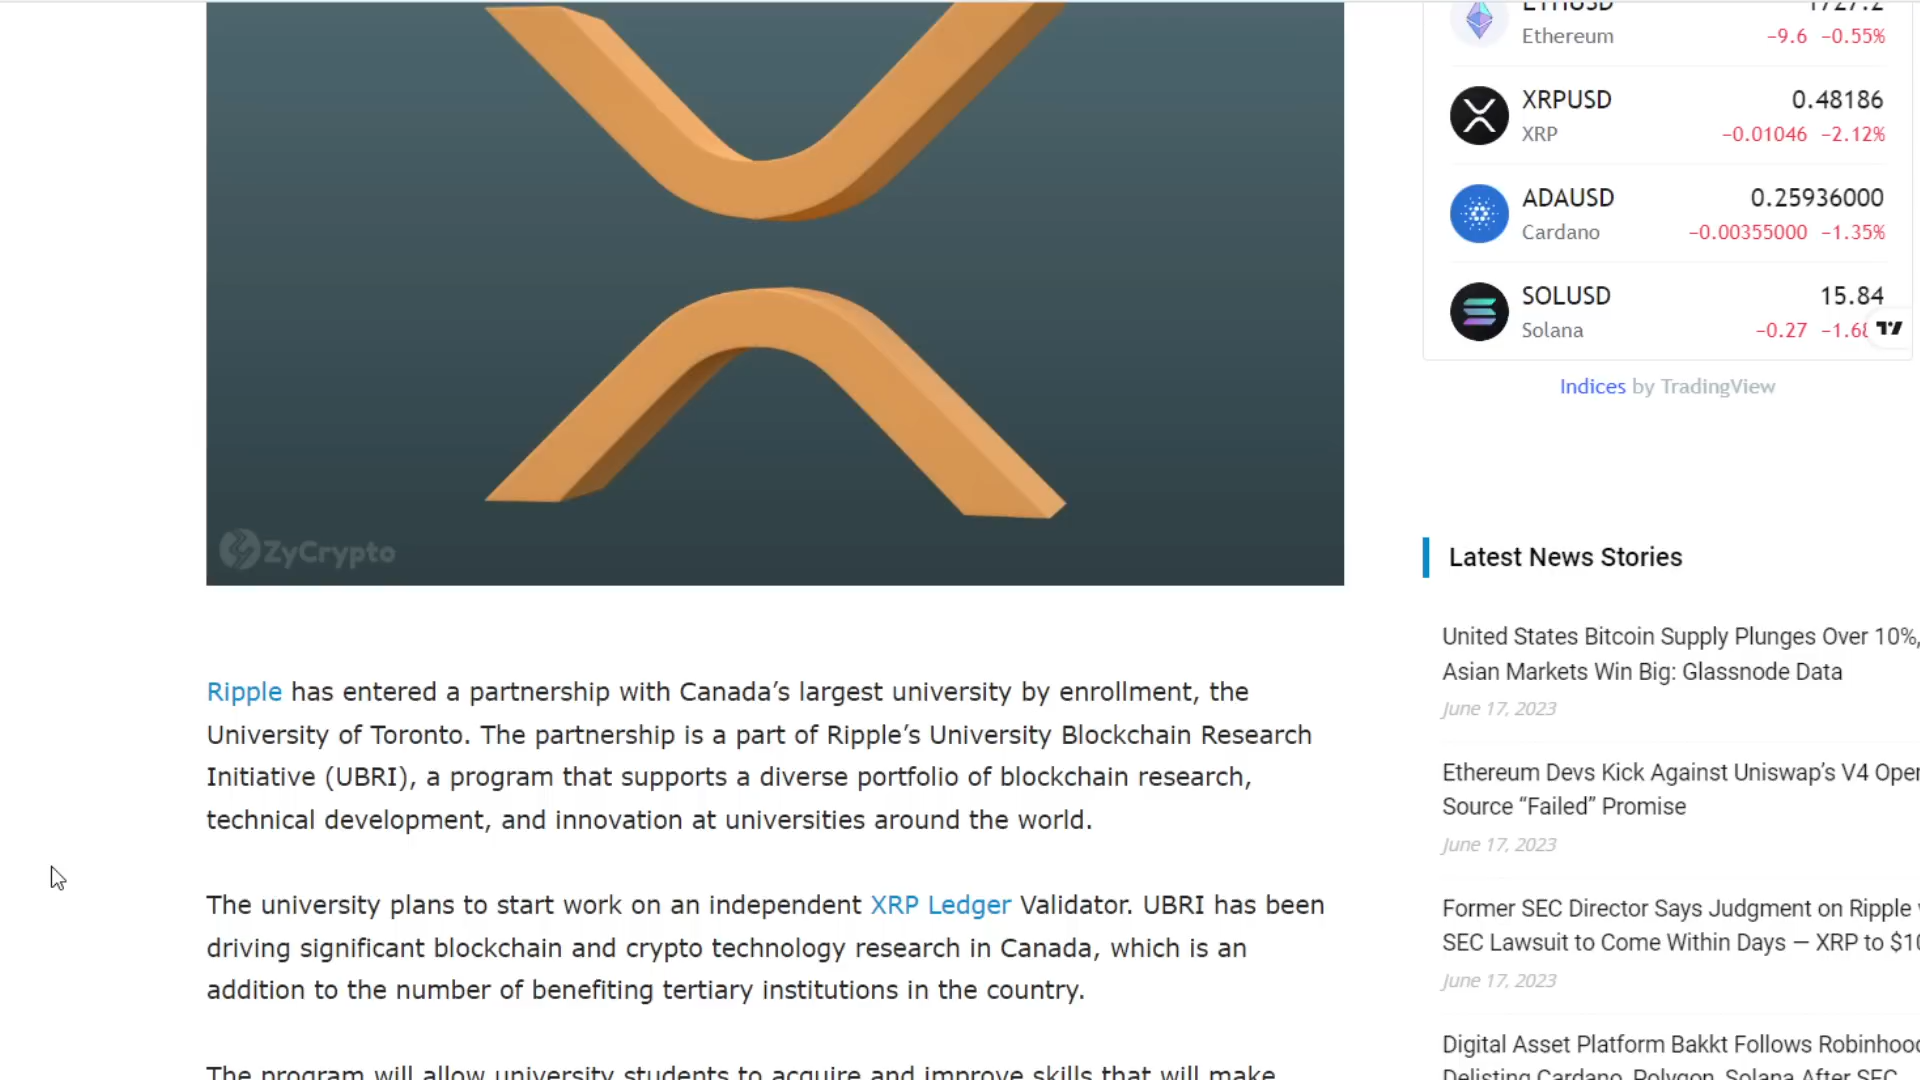 ETHUSD
1727.2
Ethereum
−9.6 −0.55%
XRPUSD
0.48186
XRP
−0.01046 −2.12%
ADAUSD
0.25936000
Cardano
−0.00355000 −1.35%
SOLUSD
15.84
Solana
−0.27
Indices by TradingView
ZyCrypto
Ripple has entered a partnership with Canada’s largest university by enrollment, the
University of Toronto. The partnership is a part of Ripple’s University Blockchain Research
Initiative (UBRI), a program that supports a diverse portfolio of blockchain research,
technical development, and innovation at universities around the world.
The university plans to start work on an independent XRP Ledger Validator. UBRI has been
driving significant blockchain and crypto technology research in Canada, which is an
addition to the number of benefiting tertiary institutions in the country.
The program will allow university students to acquire and improve skills that will make
Latest News Stories
United States Bitcoin Supply Plunges Over 10%,
Asian Markets Win Big: Glassnode Data
June 17, 2023
Ethereum Devs Kick Against Uniswap’s V4 Open
Source “Failed” Promise
June 17, 2023
Former SEC Director Says Judgment on Ripple
SEC Lawsuit to Come Within Days — XRP to
June 17, 2023
Digital Asset Platform Bakkt Follows Robinhood
Delisting Cardano, Polygon, Solana After SEC